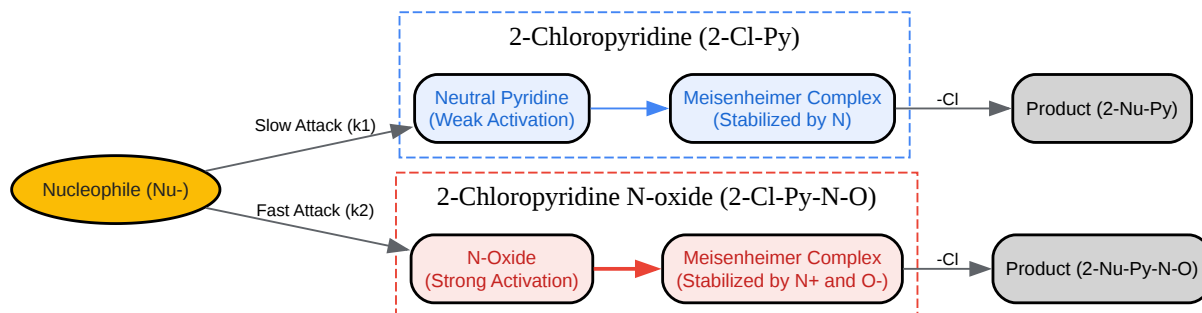 2-Chloropyridine (2-Cl-Py)
Neutral Pyridine
(Weak Activation)
Meisenheimer Complex
(Stabilized by N)
-Cl
Product (2-Nu-Py)
Slow Attack (k1)
Nucleophile (Nu-)
Fast Attack (k2)
2-Chloropyridine N-oxide (2-Cl-Py-N-O)
N-Oxide
(Strong Activation)
Meisenheimer Complex
(Stabilized by N+ and O-)
-Cl
Product (2-Nu-Py-N-O)